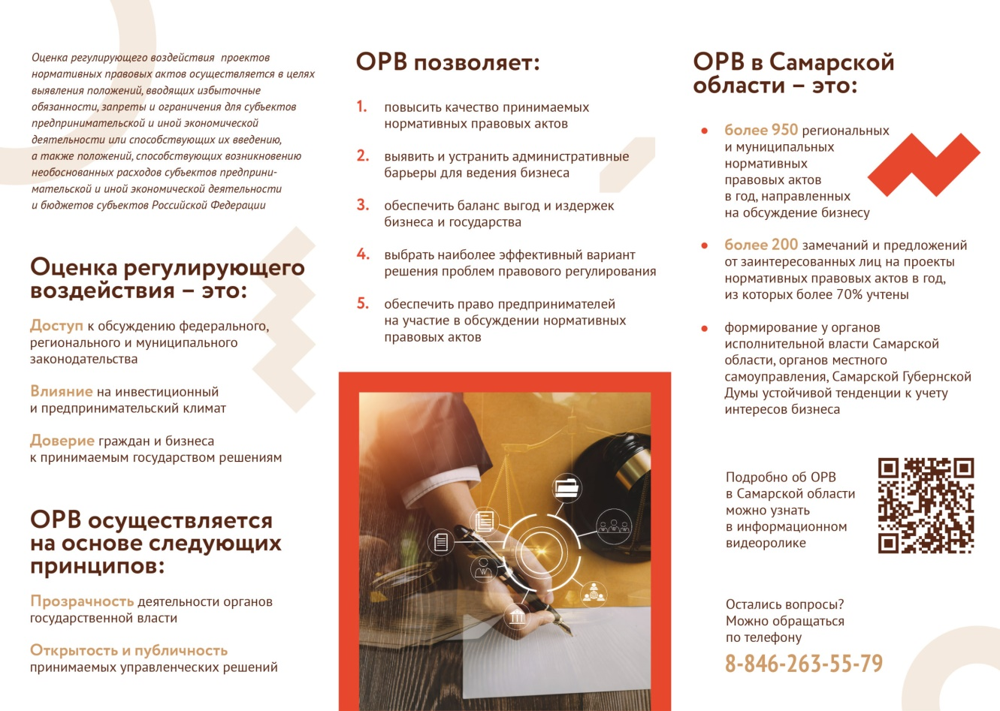 Оценка регулирующего воздействия проектов
нормативных правовых актов осуществляется в целях
выявления положений, вводящих избыточные
обязанности, запреты и ограничения для субъектов
предпринимательской и иной экономической
деятельности или способствующих их введению,
а также положений, способствующих возникновению
необоснованных расходов субъектов предприни-
мательской и иной экономической деятельности
и бюджетов субъектов Российской Федерации
Оценка регулирующего
воздействия – это:
Доступ к обсуждению федерального,
регионального и муниципального
законодательства
Влияние на инвестиционный
и предпринимательский климат
Доверие граждан и бизнеса
к принимаемым государством решениям
ОРВ осуществляется
на основе следующих
принципов:
Прозрачность деятельности органов
государственной власти
Открытость и публичность
принимаемых управленческих решений
ОРВ позволяет:
1. повысить качество принимаемых
нормативных правовых актов
2. выявить и устранить административные
барьеры для ведения бизнеса
3. обеспечить баланс выгод и издержек
бизнеса и государства
4. выбрать наиболее эффективный вариант
решения проблем правового регулирования
5. обеспечить право предпринимателей
на участие в обсуждении нормативных
правовых актов
ОРВ в Самарской
области – это:
• более 950 региональных
и муниципальных
нормативных
правовых актов
в год, направленных
на обсуждение бизнесу
• более 200 замечаний и предложений
от заинтересованных лиц на проекты
нормативных правовых актов в год,
из которых более 70% учтены
• формирование у органов
исполнительной власти Самарской
области, органов местного
самоуправления, Самарской Губернской
Думы устойчивой тенденции к учету
интересов бизнеса
Подробно об ОРВ
в Самарской области
можно узнать
в информационном
видеоролике
Остались вопросы?
Можно обращаться
по телефону
8-846-263-55-79